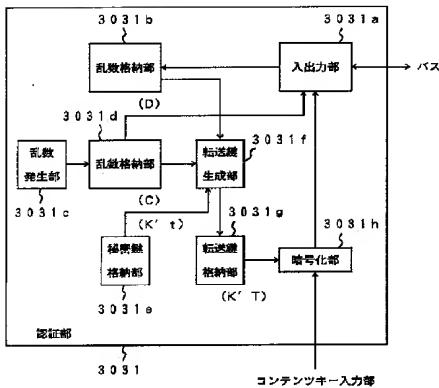 3031b
3031a
乱数格納部
入出力部
バス
(D)
3031d
3031f
乱数
発生部
乱数格納部
転送鍵
生成部
3031c
(C)
3031g
(K't)
3031h
秘密鍵
格納部
転送鍵
格納部
暗号化部
3031e
(K'T)
認証部
3031
コンテンツキー入力部